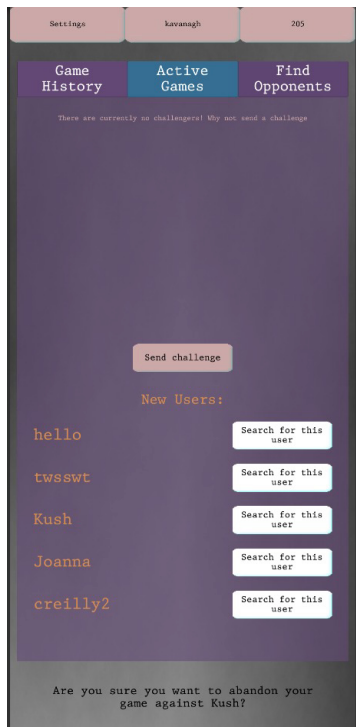 Settings kavanagh 205
Game Active Find
History Games Opponents
There are currently no challengers! Why not send a challenge
Send challenge
New Users:
hello
Search for this
user
twsswt
Search for this
user
Kush
Search for this
user
Joanna
Search for this
user
creilly2
Search for this
user
Are you sure you want to abandon your
game against Kush?